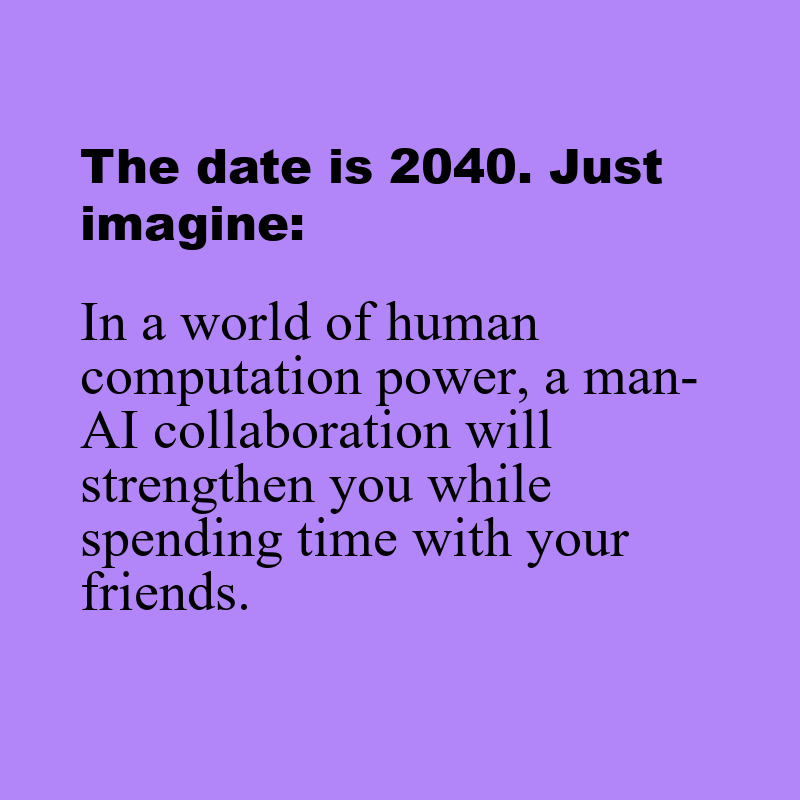 The date is 2040. Just
imagine:
In a world of human
computation power, a man-
AI collaboration will
strengthen you while
spending time with your
friends.